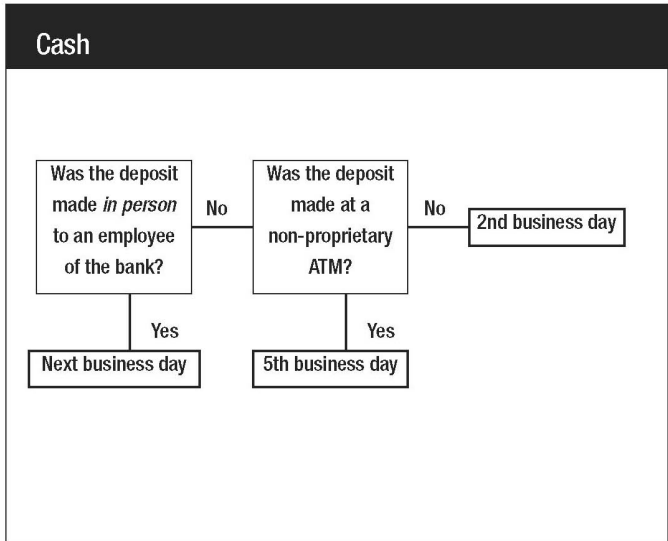 Cash
Was the deposit
made in person
to an employee
of the bank?
No
Was the deposit
made at a
non-proprietary
ATM?
No
2nd business day
Yes
Next business day
Yes
5th business day